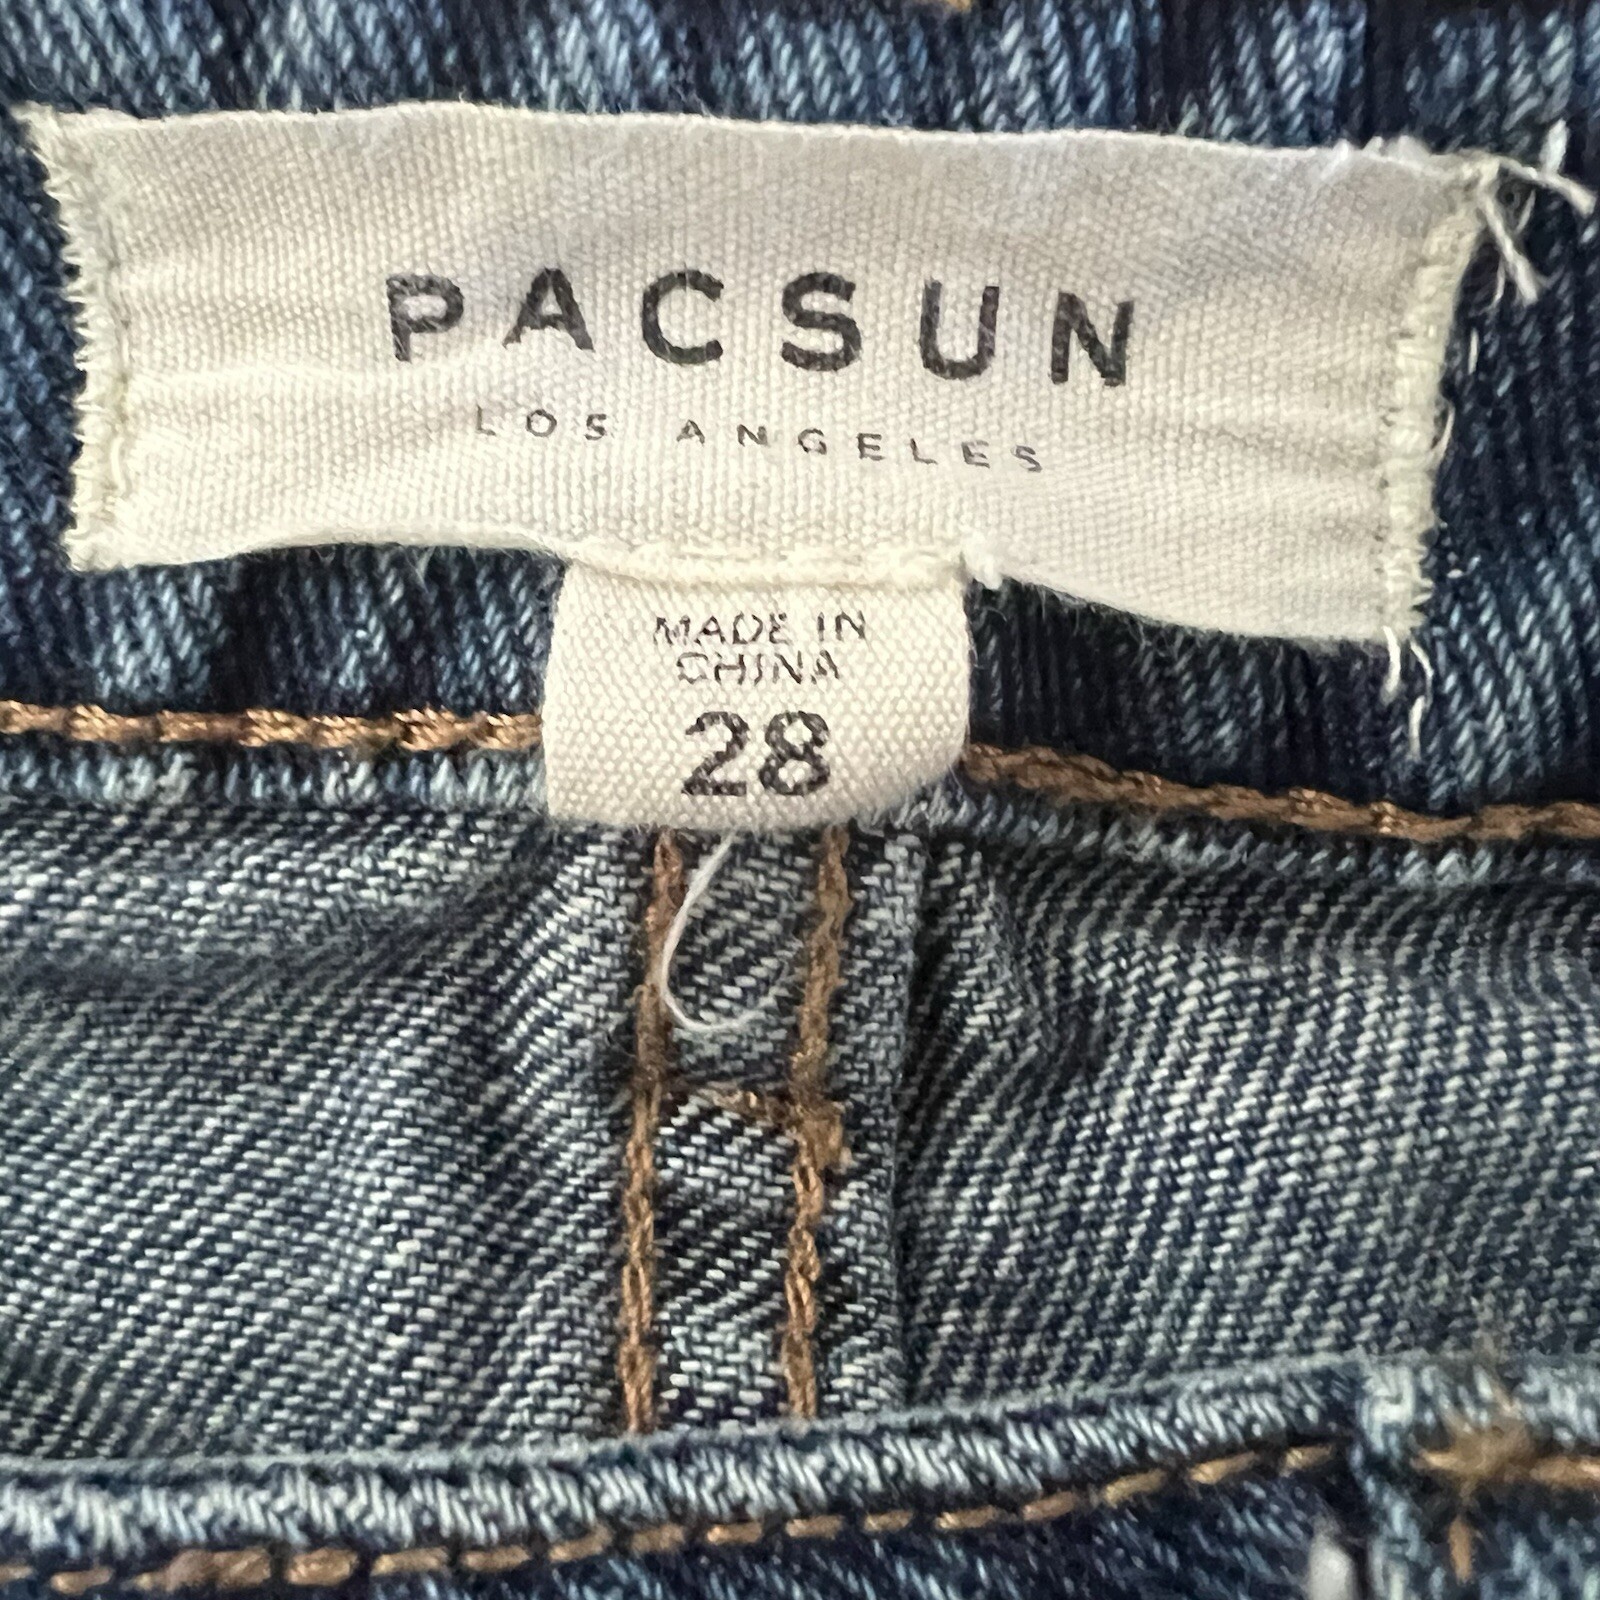 PACSUN
LOS ANGELES
MADE IN
CHINA
28